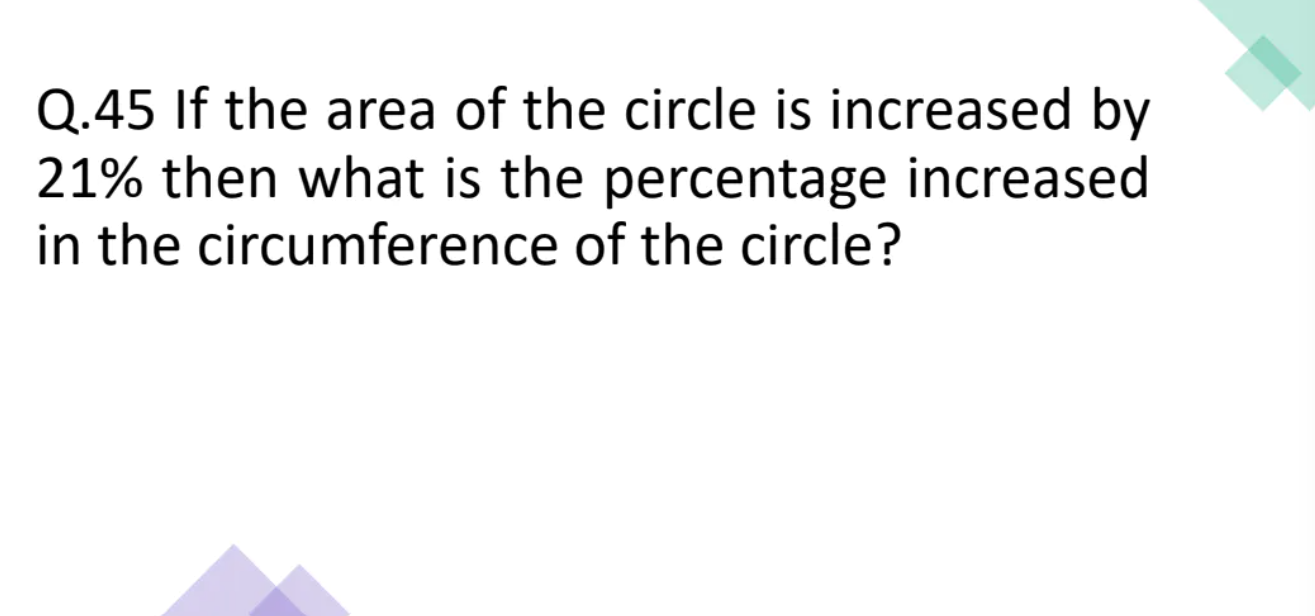 Q.45 If the area of the circle is increased by
21% then what is the percentage increased
in the circumference of the circle?